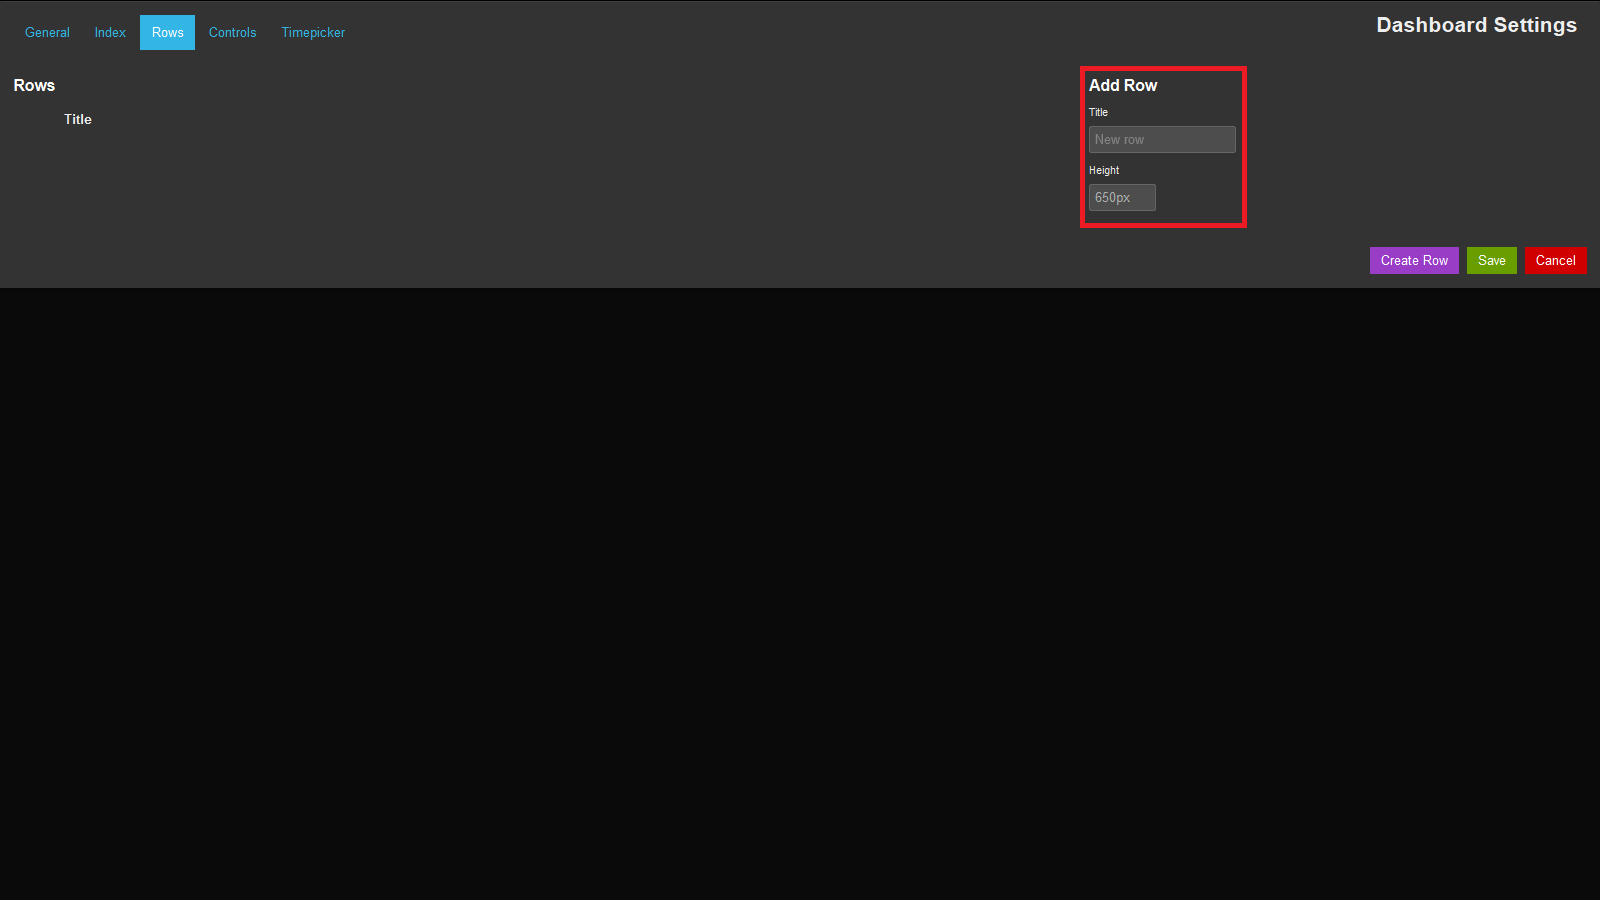 General Index Rows Controls Timepicker
Dashboard Settings
Rows
Title
Add Row
Title
New row
Height
650px
Create Row Save Cancel